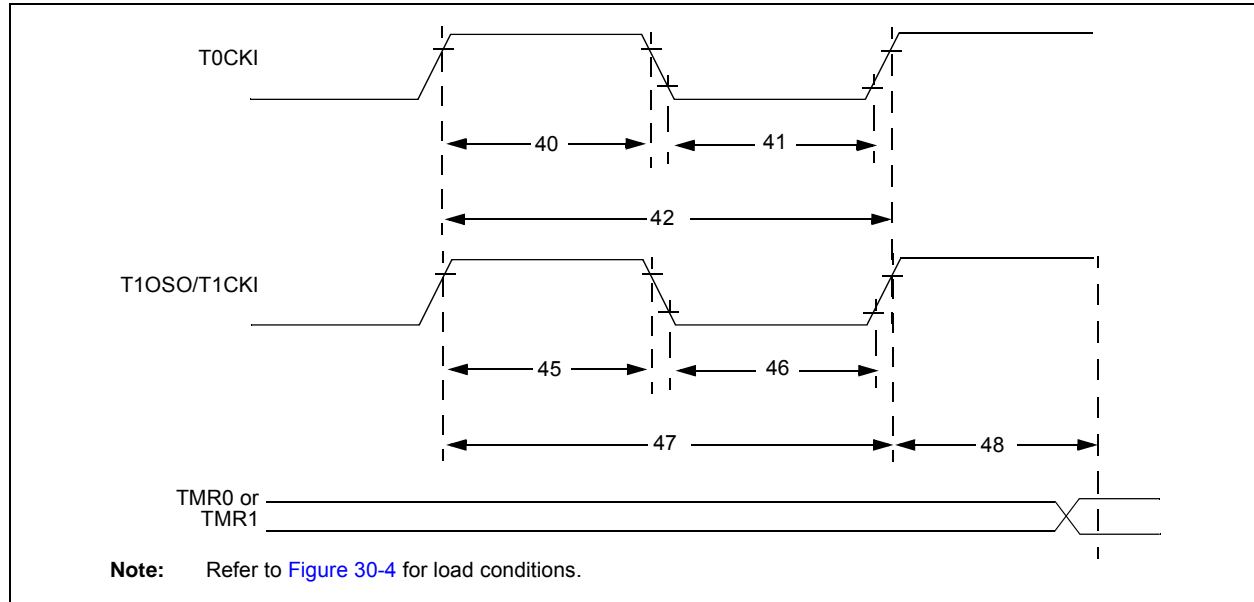 T0CKI
40
41
42
T1OSO/T1CKI
45
46
47
48
TMR0 or
TMR1
Note: Refer to Figure 30-4 for load conditions.